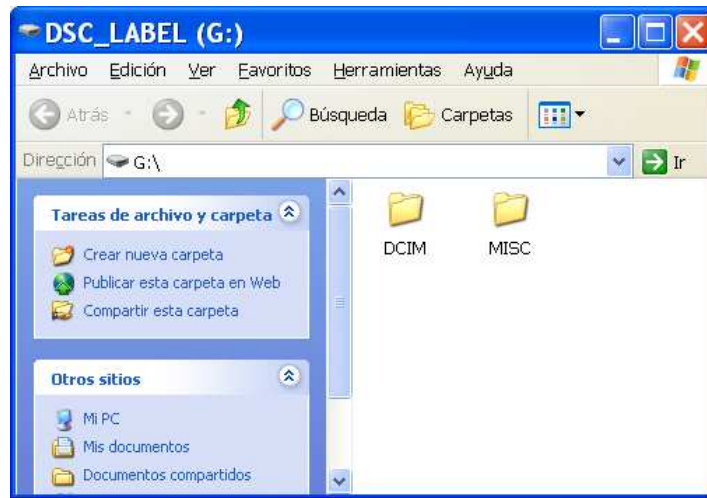 DSC_LABEL (G:)
Archivo Edición Ver Favoritos Herramientas Ayuda
Atrás Búsqueda Carpetas
Dirección G:\ Ir
Tareas de archivo y carpeta
Crear nueva carpeta
Publicar esta carpeta en Web
Compartir esta carpeta
Otros sitios
Mi PC
Mis documentos
Documentos compartidos
DCIM MISC